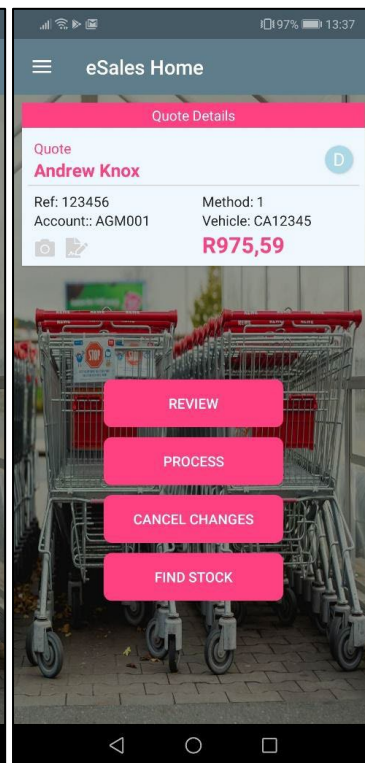 97% 13:37
eSales Home
Quote Details
Quote
Andrew Knox
D
Ref: 123456 Method: 1
Account:: AGM001 Vehicle: CA12345
R975,59
STOP
REVIEW
PROCESS
CANCEL CHANGES
FIND STOCK